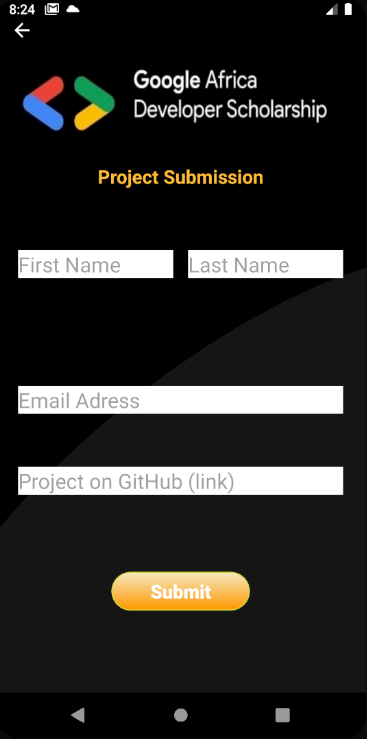 8:24
Google Africa
Developer Scholarship
Project Submission
First Name Last Name
Email Adress
Project on GitHub (link)
Submit